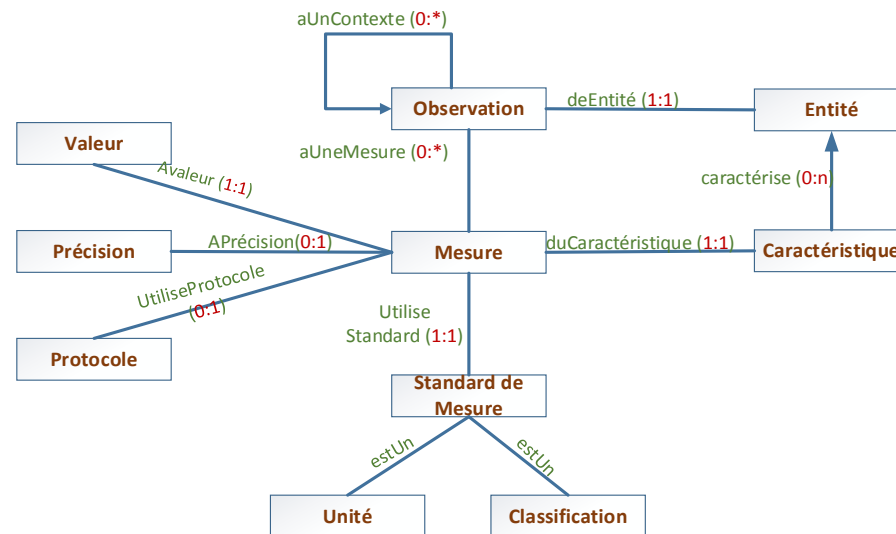 aUnContexte (0:*)
Observation
deEntité (1:1)
Entité
Valeur
aUneMesure (0:*)
Avaleur (1:1)
caractérise (0:n)
Précision
APrécision(0:1)
Mesure
duCaractéristique (1:1)
Caractéristique
UtiliseProtocole
(0:1)
Utilise
Standard (1:1)
Protocole
Standard de
Mesure
estUn
estUn
Unité
Classification